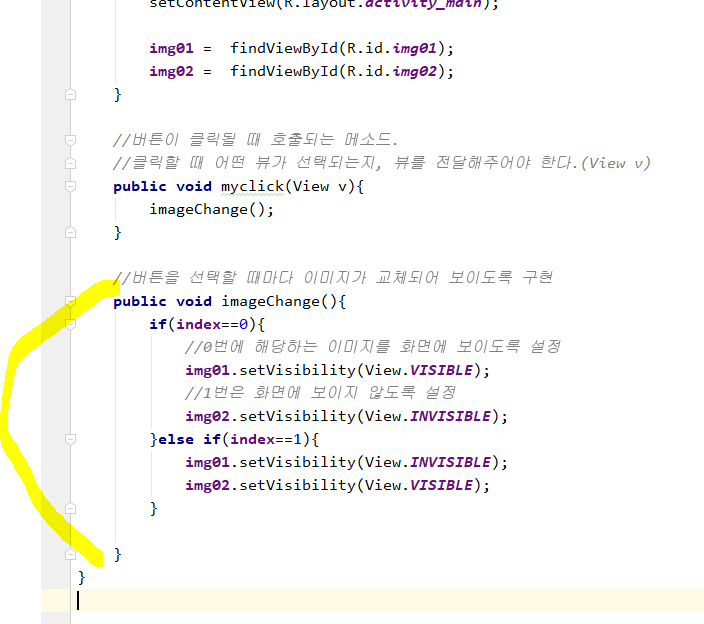 setContentView(R.layout.activity_main);
img01 =  findViewById(R.id.img01);
img02 =  findViewById(R.id.img02);
}
//버튼이 클릭될 때 호출되는 메소드.
//클릭할 때 어떤 뷰가 선택되는지, 뷰를 전달해주어야 한다.(View v)
public void myclick(View v){
imageChange();
}
//버튼을 선택할 때마다 이미지가 교체되어 보이도록 구현
public void imageChange(){
if(index==0){
//0번에 해당하는 이미지를 화면에 보이도록 설정
img01.setVisibility(View.VISIBLE);
//1번은 화면에 보이지 않도록 설정
img02.setVisibility(View.INVISIBLE);
}else if(index==1){
img01.setVisibility(View.INVISIBLE);
img02.setVisibility(View.VISIBLE);
}
}
}